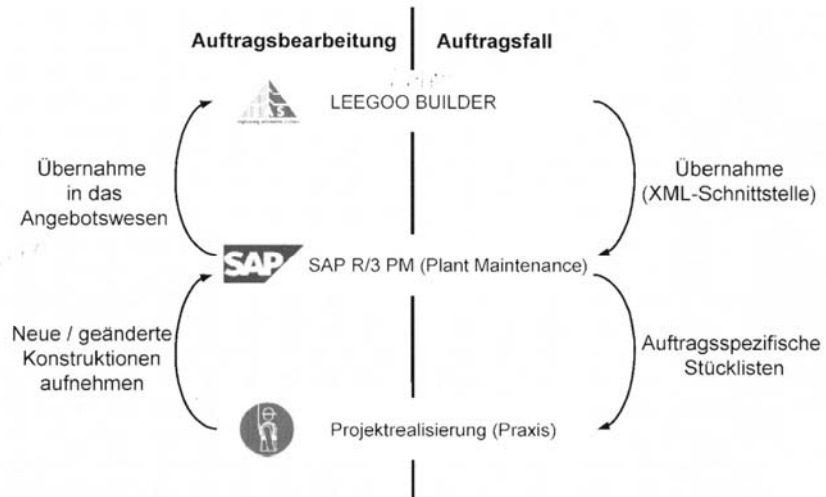 Auftragsbearbeitung
Auftragsfall
LEEGOO BUILDER
Übernahme
in das
Angebotswesen
Übernahme
(XML-Schnittstelle)
SAP
SAP R/3 PM (Plant Maintenance)
Neue / geänderte
Konstruktionen
aufnehmen
Auftragsspezifische
Stücklisten
Projektrealisierung (Praxis)